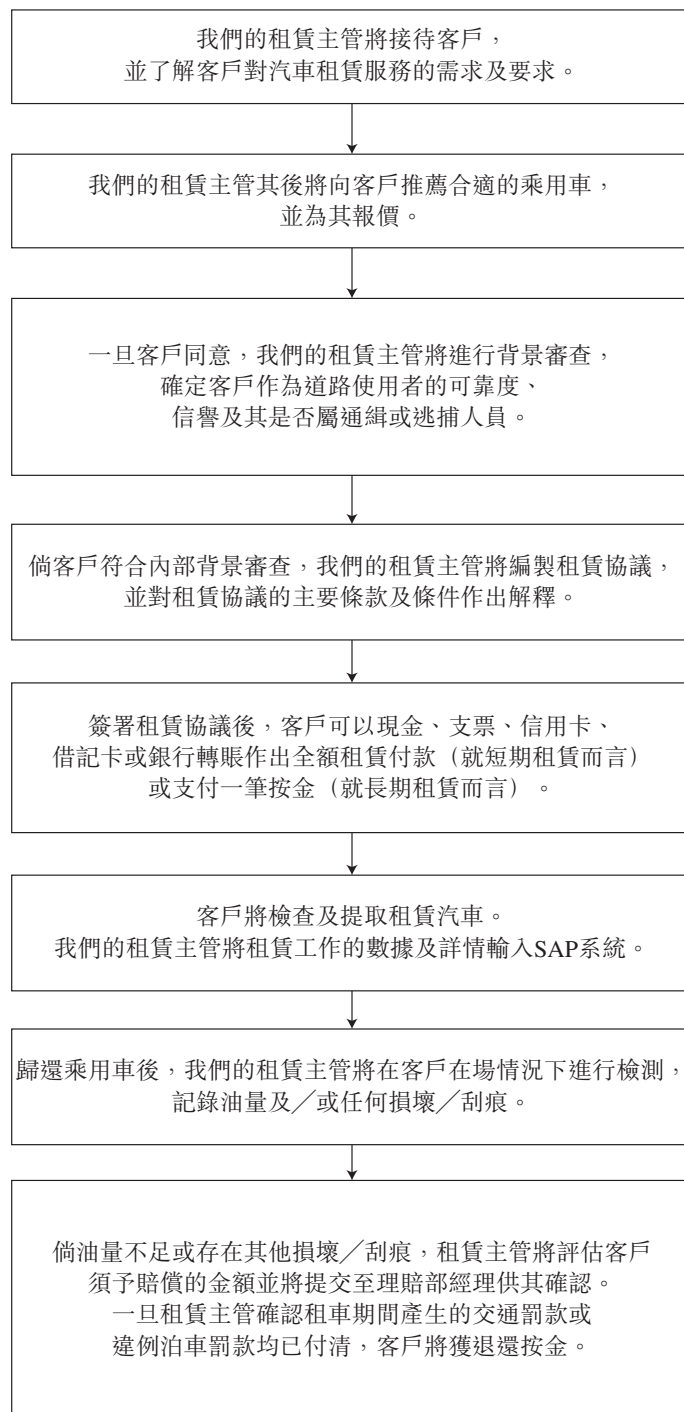 我們的租賃主管將接待客戶，
並了解客戶對汽車租賃服務的需求及要求。
我們的租賃主管其後將向客戶推薦合適的乘用車，
並為其報價。
一旦客戶同意，我們的租賃主管將進行背景審查，
確定客戶作為道路使用者的可靠度、
信譽及其是否屬通緝或逃捕人員。
倘客戶符合內部背景審查，我們的租賃主管將編製租賃協議，
並對租賃協議的主要條款及條件作出解釋。
簽署租賃協議後，客戶可以現金、支票、信用卡、
借記卡或銀行轉賬作出全額租賃付款（就短期租賃而言）
或支付一筆按金（就長期租賃而言）。
客戶將檢查及提取租賃汽車。
我們的租賃主管將租賃工作的數據及詳情輸入SAP系統。
歸還乘用車後，我們的租賃主管將在客戶在場情況下進行檢測，
記錄油量及／或任何損壞／刮痕。
倘油量不足或存在其他損壞／刮痕，租賃主管將評估客戶
須予賠償的金額並將提交至理賠部經理供其確認。
一旦租賃主管確認租車期間產生的交通罰款或
違例泊車罰款均已付清，客戶將獲退還按金。